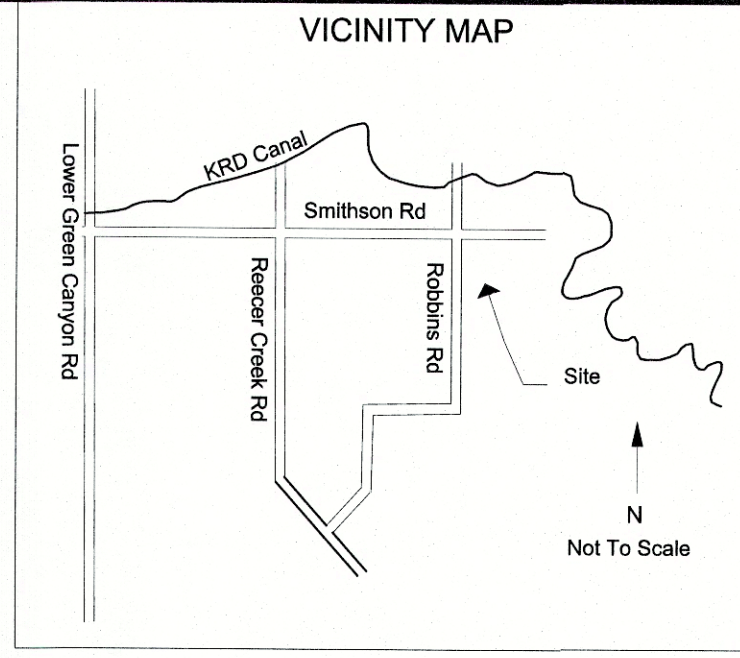 VICINITY MAP
KRD Canal
Lower Green Canyon Rd
Smithson Rd
Reecer Creek Rd
Robbins Rd
Site
N
Not To Scale